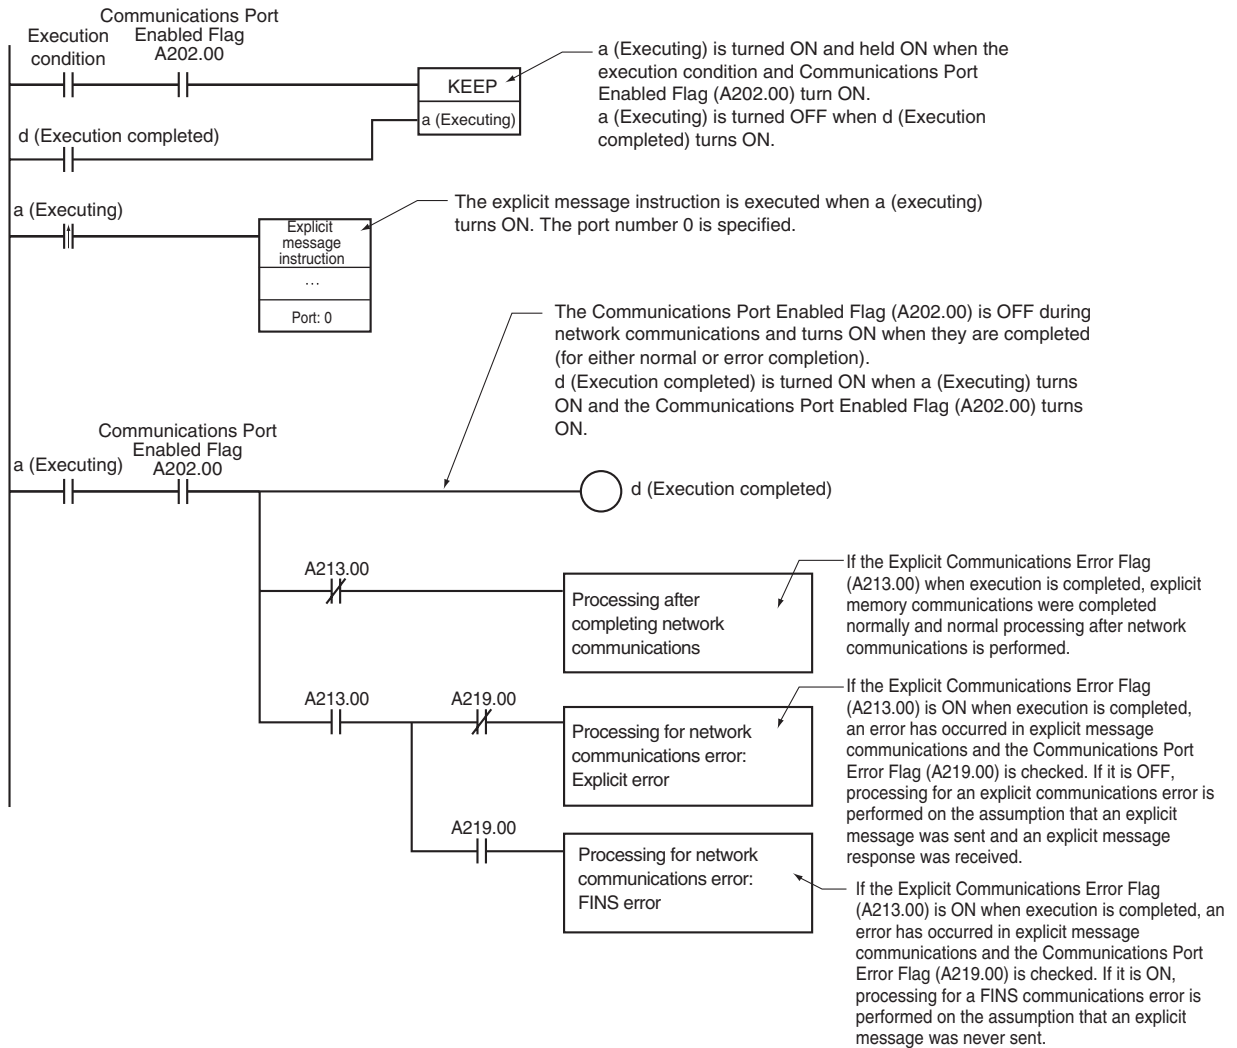 Communications Port
Enabled Flag
A202.00
Execution
condition
KEEP
a (Executing)
a (Executing) is turned ON and held ON when the
execution condition and Communications Port
Enabled Flag (A202.00) turn ON.
a (Executing) is turned OFF when d (Execution
completed) turns ON.
d (Execution completed)
a (Executing)
Explicit
message
instruction
...
Port: 0
The explicit message instruction is executed when a (executing)
turns ON. The port number 0 is specified.
The Communications Port Enabled Flag (A202.00) is OFF during
network communications and turns ON when they are completed
(for either normal or error completion).
d (Execution completed) is turned ON when a (Executing) turns
ON and the Communications Port Enabled Flag (A202.00) turns
ON.
Communications Port
Enabled Flag
A202.00
a (Executing)
d (Execution completed)
A213.00
Processing after
completing network
communications
If the Explicit Communications Error Flag
(A213.00) when execution is completed, explicit
memory communications were completed
normally and normal processing after network
communications is performed.
A213.00
A219.00
Processing for network
communications error:
Explicit error
If the Explicit Communications Error Flag
(A213.00) is ON when execution is completed,
an error has occurred in explicit message
communications and the Communications Port
Error Flag (A219.00) is checked. If it is OFF,
processing for an explicit communications error is
performed on the assumption that an explicit
message was sent and an explicit message
response was received.
A219.00
Processing for network
communications error:
FINS error
If the Explicit Communications Error Flag
(A213.00) is ON when execution is completed, an
error has occurred in explicit message
communications and the Communications Port
Error Flag (A219.00) is checked. If it is ON,
processing for a FINS communications error is
performed on the assumption that an explicit
message was never sent.